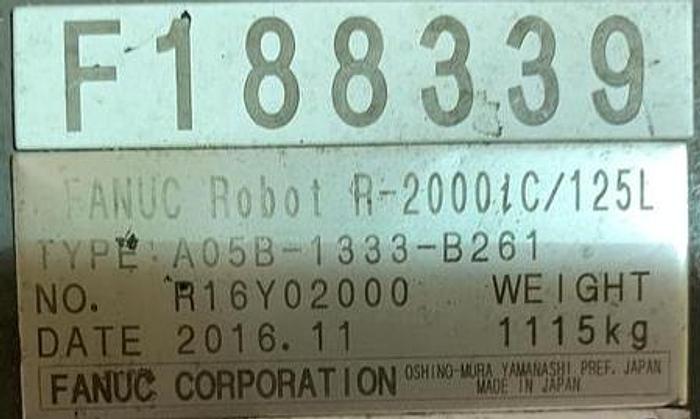 F188339
FANUC Robot R-2000iC/125L
TYPE: A05B-1333-B261
NO. R16Y02000 WEIGHT
DATE 2016.11 1115kg
FANUC CORPORATION OSHINO-MURA YAMANASHI PREF. JAPAN
MADE IN JAPAN